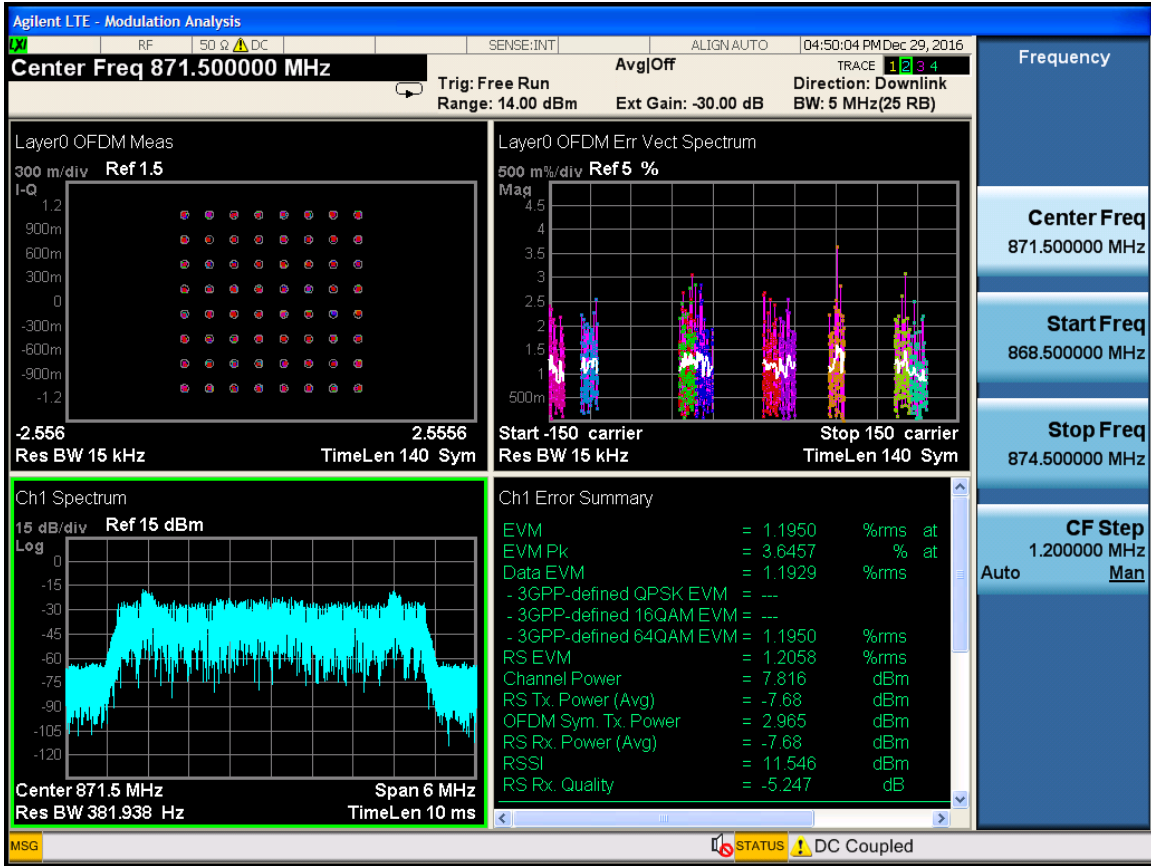 Agilent LTE - Modulation Analysis
LXI RF 50 Ω DC SENSE:INT ALIGN AUTO 04:50:04 PM Dec 29, 2016
Center Freq 871.500000 MHz
Avg|Off
TRACE 1 2 3 4
Trig: Free Run
Direction: Downlink
Range: 14.00 dBm Ext Gain: -30.00 dB BW: 5 MHz(25 RB)
Layer0 OFDM Meas
300 m/div Ref 1.5
I-Q
1.2
900m
600m
300m
0
-300m
-600m
-900m
-1.2
-2.556 2.5556
Res BW 15 kHz TimeLen 140 Sym
Layer0 OFDM Err Vect Spectrum
500 m%/div Ref 5 %
Mag
4.5
4
3.5
3
2.5
2
1.5
1
500m
Start -150 carrier Stop 150 carrier
Res BW 15 kHz TimeLen 140 Sym
Ch1 Spectrum
15 dB/div Ref 15 dBm
Log
0
-15
-30
-45
-60
-75
-90
-105
-120
Center 871.5 MHz Span 6 MHz
Res BW 381.938 Hz TimeLen 10 ms
Ch1 Error Summary
EVM = 1.1950 %rms at
EVM Pk = 3.6457 % at
Data EVM = 1.1929 %rms
- 3GPP-defined QPSK EVM = ---
- 3GPP-defined 16QAM EVM = ---
- 3GPP-defined 64QAM EVM = 1.1950 %rms
RS EVM = 1.2058 %rms
Channel Power = 7.816 dBm
RS Tx. Power (Avg) = -7.68 dBm
OFDM Sym. Tx. Power = 2.965 dBm
RS Rx. Power (Avg) = -7.68 dBm
RSSI = 11.546 dBm
RS Rx. Quality = -5.247 dB
Frequency
Center Freq
871.500000 MHz
Start Freq
868.500000 MHz
Stop Freq
874.500000 MHz
CF Step
1.200000 MHz
Auto Man
MSG STATUS DC Coupled